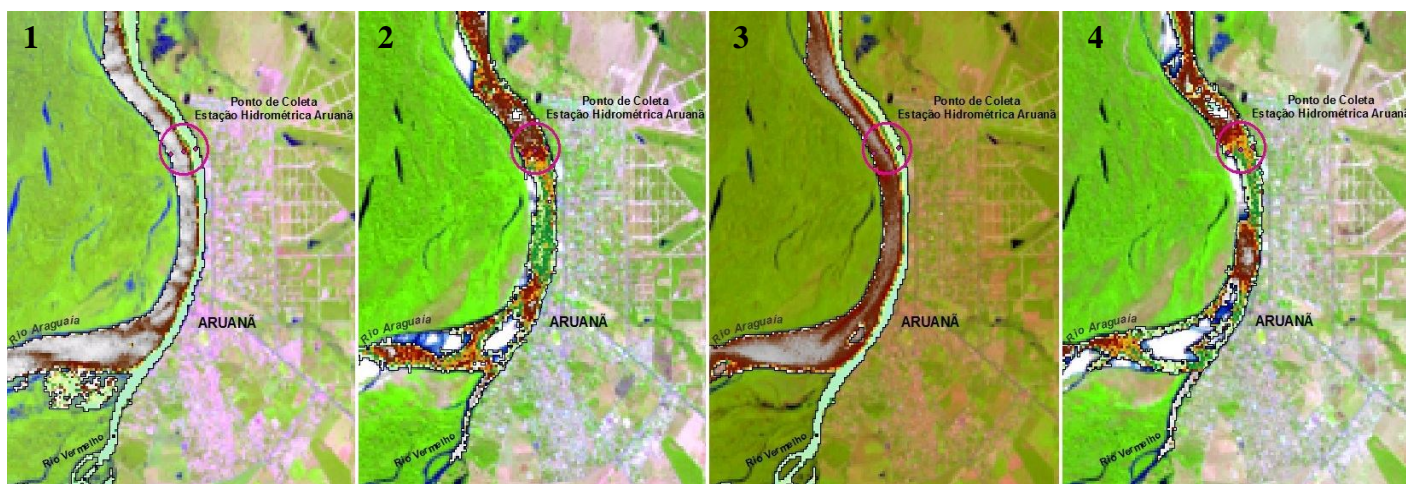 1
Ponto de Coleta
Estação Hidrométrica Aruanã
Rio Araguaia
ARUANÃ
Rio Vermelho
2
Ponto de Coleta
Estação Hidrométrica Aruanã
Rio Araguaia
ARUANÃ
Rio Vermelho
3
Ponto de Coleta
Estação Hidrométrica Aruanã
Rio Araguaia
ARUANÃ
Rio Vermelho
4
Ponto de Coleta
Estação Hidrométrica Aruanã
Rio Araguaia
ARUANÃ
Rio Vermelho